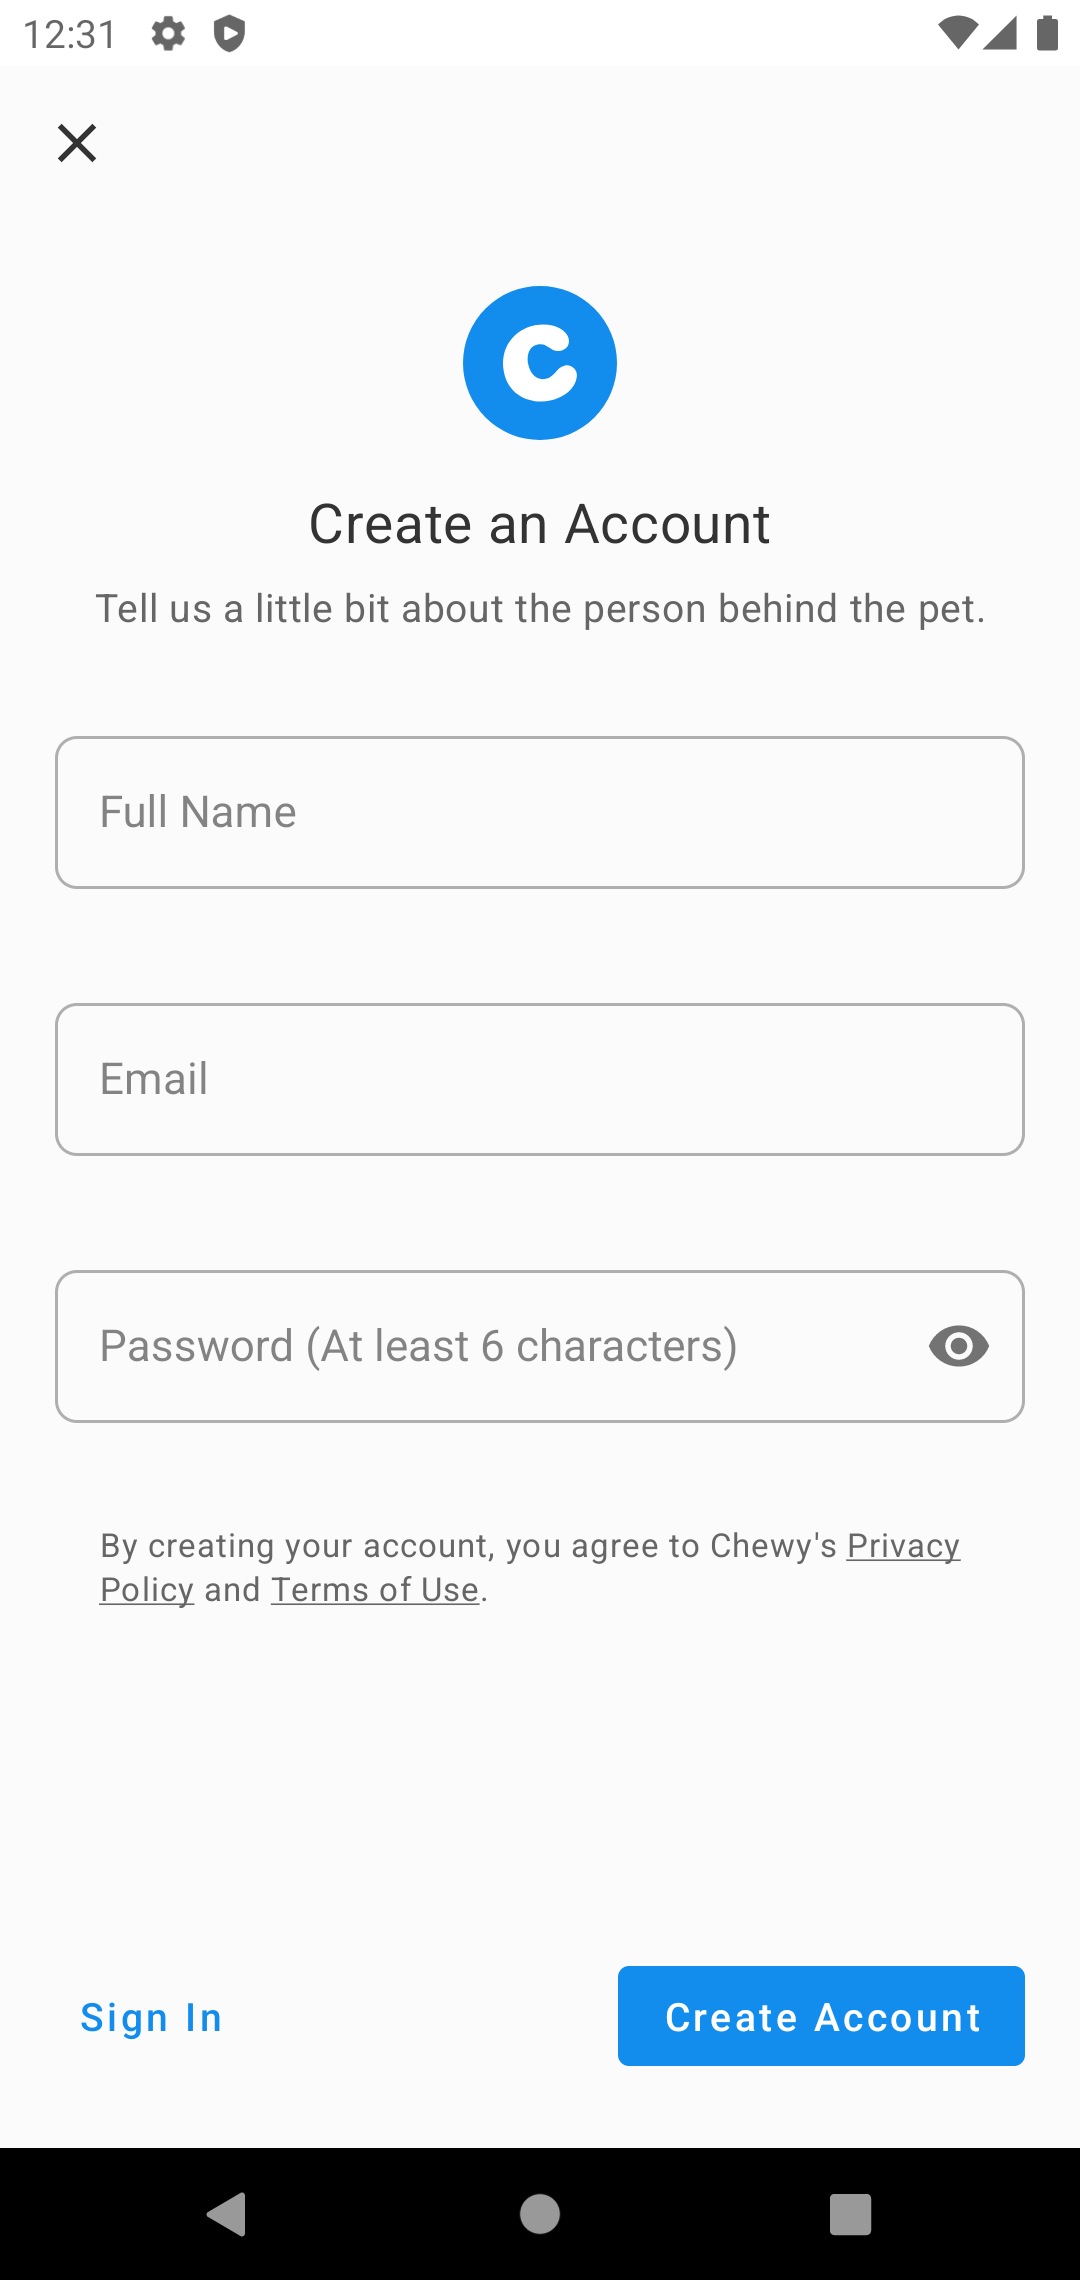 12:31
C
Create an Account
Tell us a little bit about the person behind the pet.
Full Name
Email
Password (At least 6 characters)
By creating your account, you agree to Chewy's Privacy
Policy and Terms of Use.
Sign In
Create Account